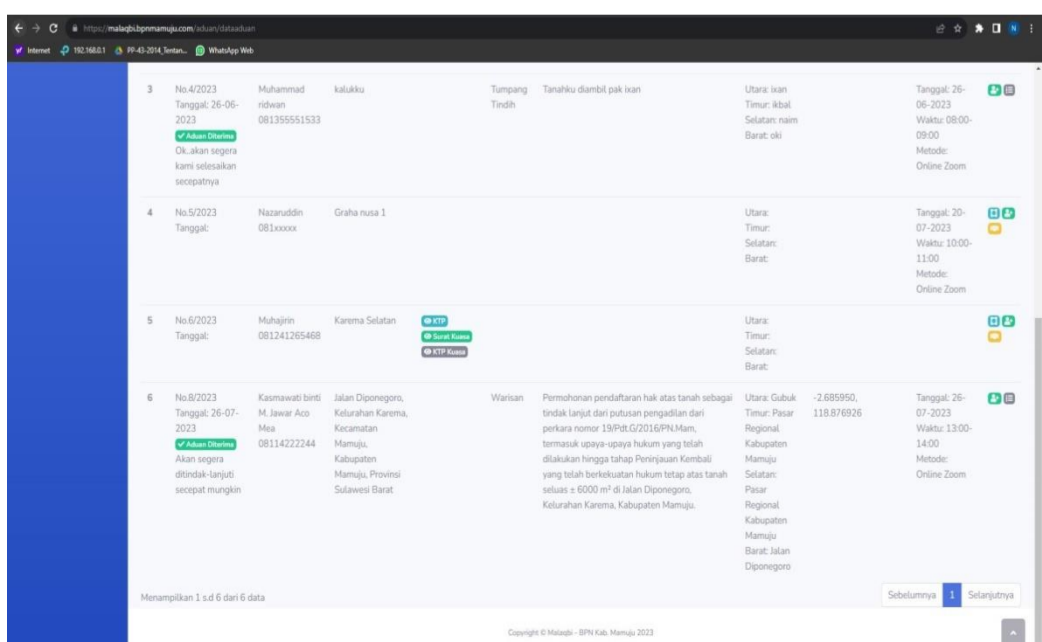 https://malaqbi.bpnmamuju.com/aduan/dataaduan
Internet 192.168.0.1 PP-43-2014_Tentan... WhatsApp Web
3
No.4/2023
Tanggal: 26-06-
2023
Aduan Diterima
Ok..akan segera
kami selesaikan
secepatnya
Muhammad
ridwan
081355551533
kalukku
Tumpang
Tindih
Tanahku diambil pak ixan
Utara: ixan
Timur: ikbal
Selatan: naim
Barat: oki
Tanggal: 26-
06-2023
Waktu: 08:00-
09:00
Metode:
Online Zoom
4
No.5/2023
Tanggal:
Nazaruddin
081xxxxx
Graha nusa 1
Utara:
Timur:
Selatan:
Barat:
Tanggal: 20-
07-2023
Waktu: 10:00-
11:00
Metode:
Online Zoom
5
No.6/2023
Tanggal:
Muhajirin
081241265468
Karema Selatan
KTP
Surat Kuasa
KTP Kuasa
Utara:
Timur:
Selatan:
Barat:
6
No.8/2023
Tanggal: 26-07-
2023
Aduan Diterima
Akan segera
ditindak-lanjuti
secepat mungkin
Kasmawati binti
M. Jawar Aco
Mea
08114222244
Jalan Diponegoro,
Kelurahan Karema,
Kecamatan
Mamuju,
Kabupaten
Mamuju, Provinsi
Sulawesi Barat
Warisan
Permohonan pendaftaran hak atas tanah sebagai
tindak lanjut dari putusan pengadilan dari
perkara nomor 19/Pdt.G/2016/PN.Mam,
termasuk upaya-upaya hukum yang telah
dilakukan hingga tahap Peninjauan Kembali
yang telah berkekuatan hukum tetap atas tanah
seluas ± 6000 m² di Jalan Diponegoro,
Kelurahan Karema, Kabupaten Mamuju.
Utara: Gubuk
Timur: Pasar
Regional
Kabupaten
Mamuju
Selatan:
Pasar
Regional
Kabupaten
Mamuju
Barat: Jalan
Diponegoro
-2.685950,
118.876926
Tanggal: 26-
07-2023
Waktu: 13:00-
14:00
Metode:
Online Zoom
Menampilkan 1 s.d 6 dari 6 data
Sebelumnya 1 Selanjutnya
Copyright © Malaqbi - BPN Kab. Mamuju 2023